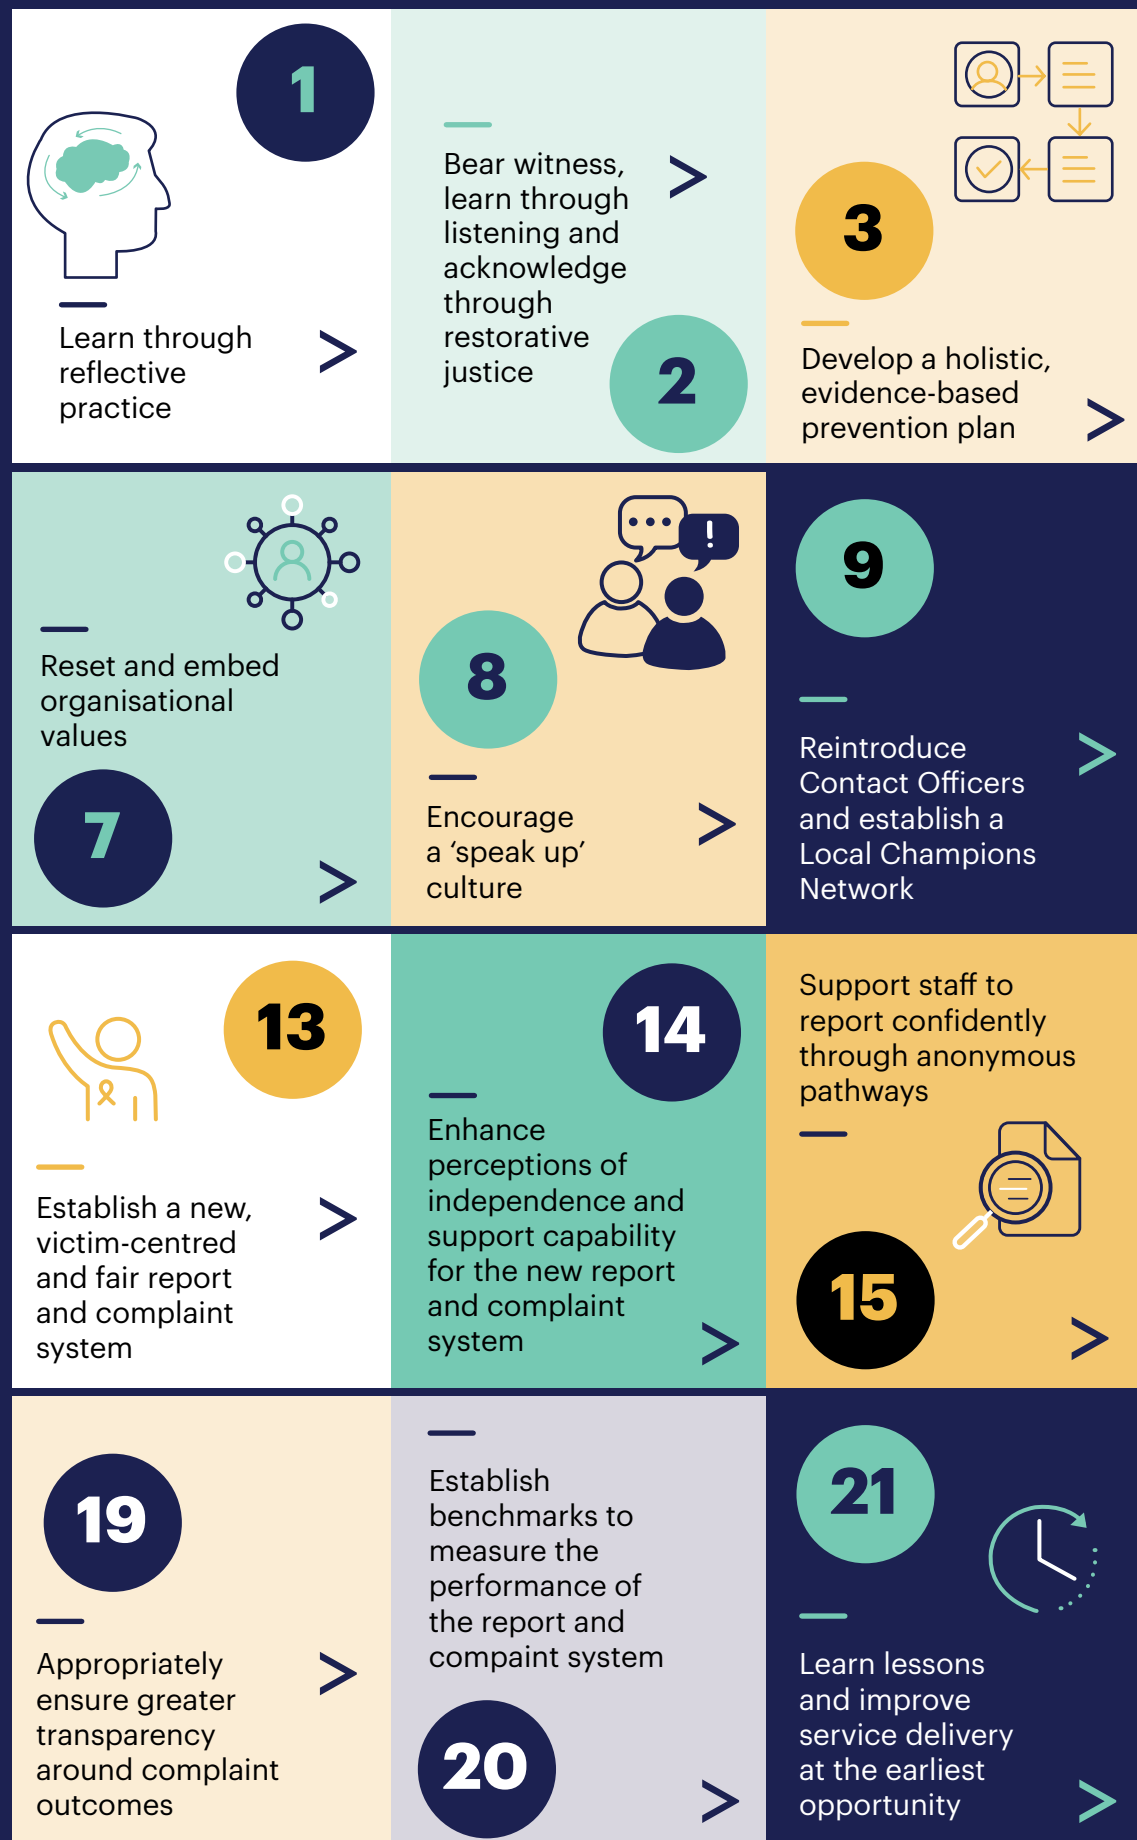 1
Learn through
reflective
practice
Bear witness,
learn through
listening and
acknowledge
through
restorative
justice
2
3
Develop a holistic,
evidence-based
prevention plan
Reset and embed
organisational
values
7
8
Encourage
a ‘speak up’
culture
9
Reintroduce
Contact Officers
and establish a
Local Champions
Network
13
Establish a new,
victim-centred
and fair report
and complaint
system
14
Enhance
perceptions of
independence and
support capability
for the new report
and complaint
system
Support staff to
report confidently
through anonymous
pathways
15
19
Appropriately
ensure greater
transparency
around complaint
outcomes
Establish
benchmarks to
measure the
performance of
the report and
compaint system
20
21
Learn lessons
and improve
service delivery
at the earliest
opportunity